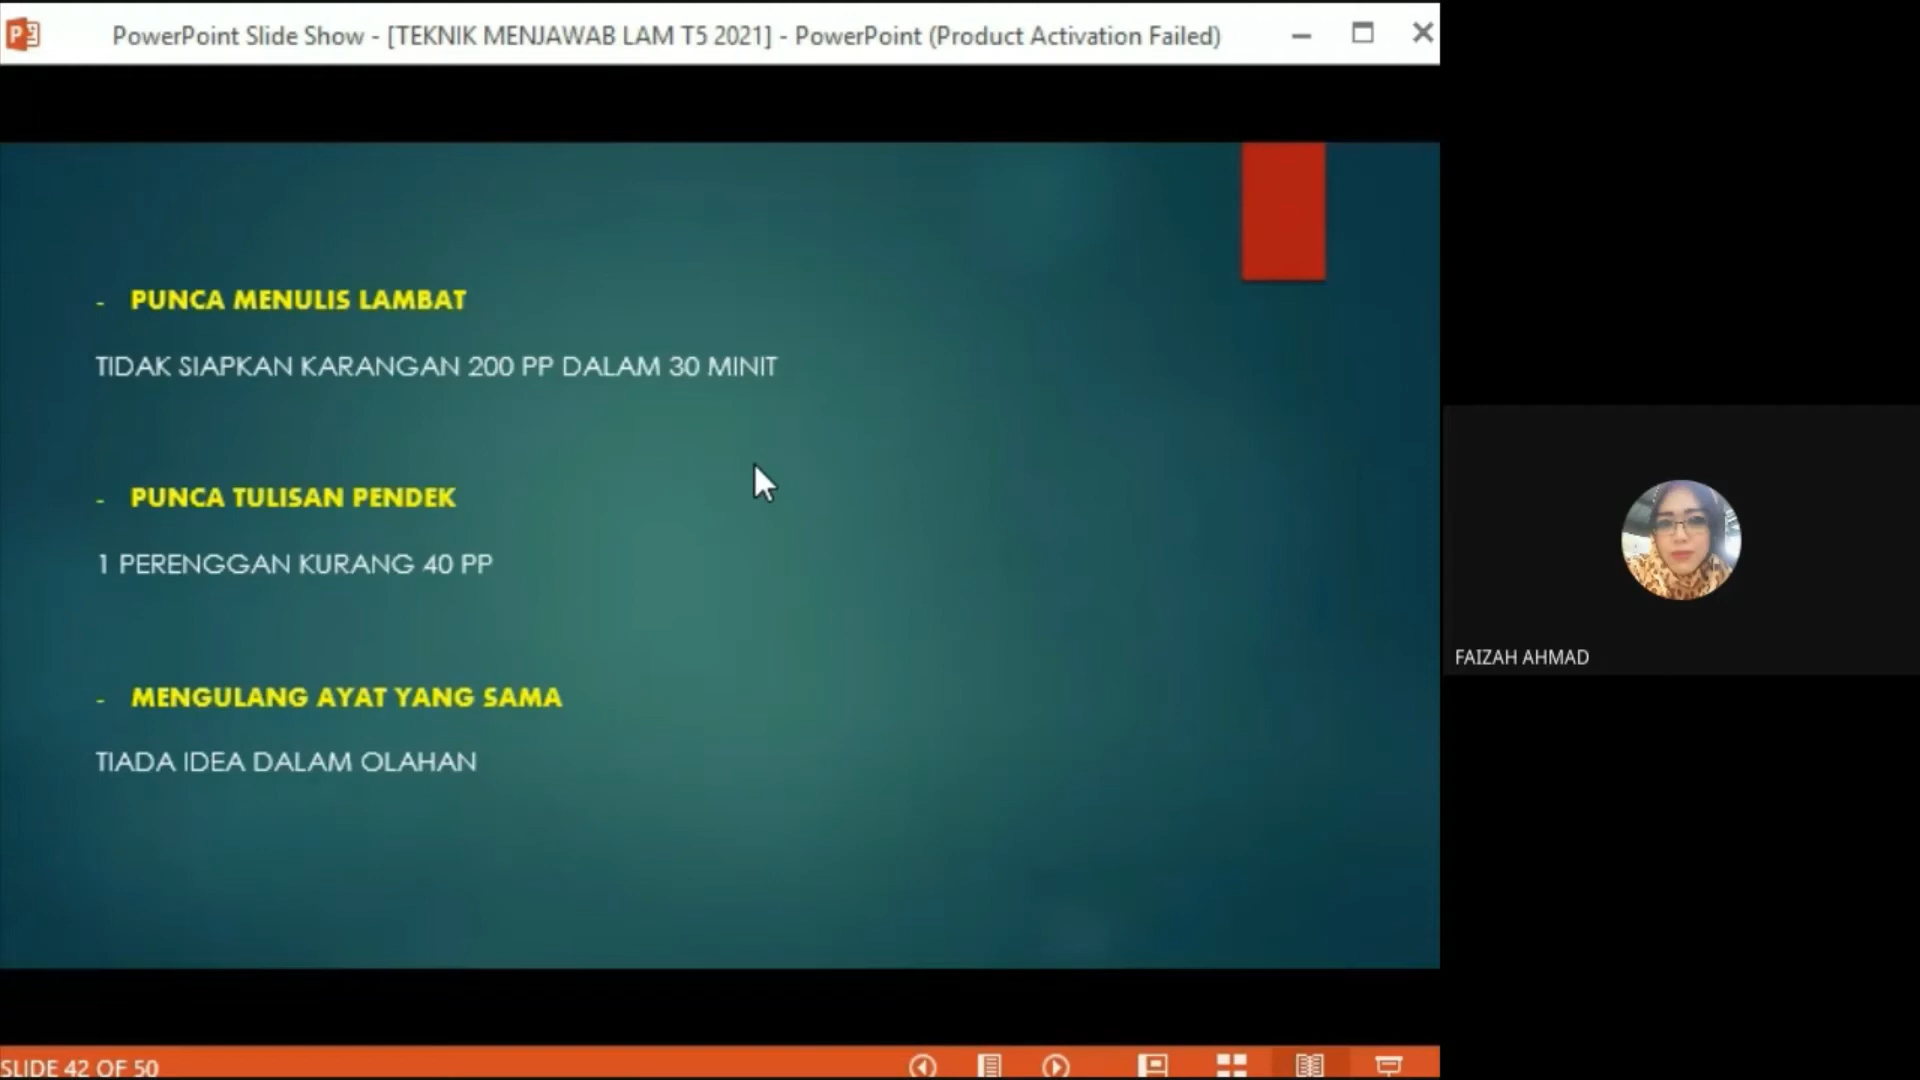 PowerPoint Slide Show - [TEKNIK MENJAWAB LAM T5 2021] - PowerPoint (Product Activation Failed)
- PUNCA MENULIS LAMBAT
TIDAK SIAPKAN KARANGAN 200 PP DALAM 30 MINIT
- PUNCA TULISAN PENDEK
1 PERENGGAN KURANG 40 PP
- MENGULANG AYAT YANG SAMA
TIADA IDEA DALAM OLAHAN
FAIZAH AHMAD
SLIDE 42 OF 50